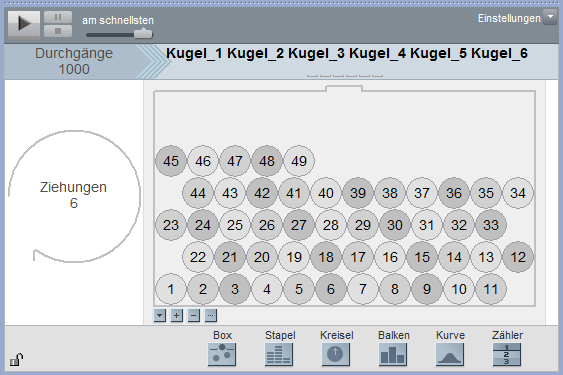 am schnellsten
Einstellungen
Durchgänge
1000
Kugel_1 Kugel_2 Kugel_3 Kugel_4 Kugel_5 Kugel_6
Ziehungen
6
45 46 47 48 49
44 43 42 41 40 39 38 37 36 35 34
23 24 25 26 27 28 29 30 31 32 33
22 21 20 19 18 17 16 15 14 13 12
1 2 3 4 5 6 7 8 9 10 11
Box Stapel Kreisel Balken Kurve Zähler
1
2
3